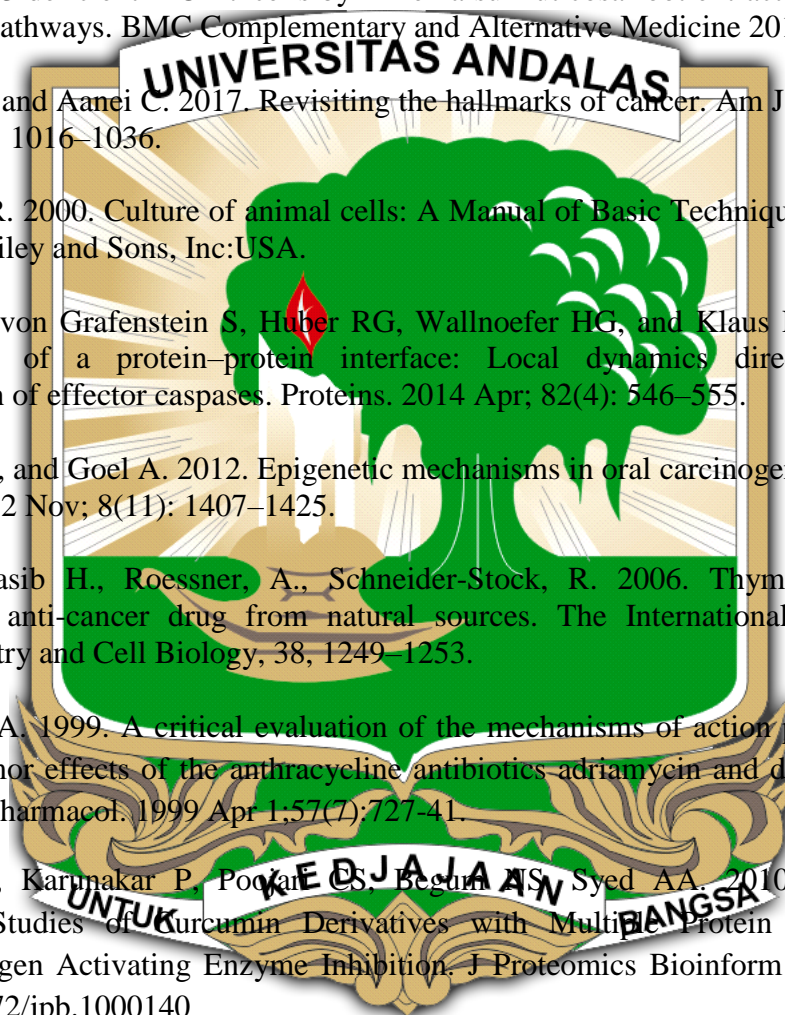 athways. BMC Complementary and Alternative Medicine 201
UNIVERSITAS ANDALAS
and Aanei C. 2017. Revisiting the hallmarks of cancer. Am J
1016–1036.
R. 2000. Culture of animal cells: A Manual of Basic Techniqu
iley and Sons, Inc:USA.
von Grafenstein S, Huber RG, Wallnoefer HG, and Klaus
of a protein–protein interface: Local dynamics dire
n of effector caspases. Proteins. 2014 Apr; 82(4): 546–555.
, and Goel A. 2012. Epigenetic mechanisms in oral carcinoge
2 Nov; 8(11): 1407–1425.
asib H., Roessner, A., Schneider-Stock, R. 2006. Thym
anti-cancer drug from natural sources. The International
try and Cell Biology, 38, 1249–1253.
A. 1999. A critical evaluation of the mechanisms of action p
nor effects of the anthracycline antibiotics adriamycin and d
harmacol. 1999 Apr 1;57(7):727-41.
, Karunakar P, Poojari CS, Begum NS, Syed AA. 2010
UNTUK KEDJAJAAN BANGSA
Studies of Curcumin Derivatives with Multiple Protein
gen Activating Enzyme Inhibition. J Proteomics Bioinform
72/jpb.1000140